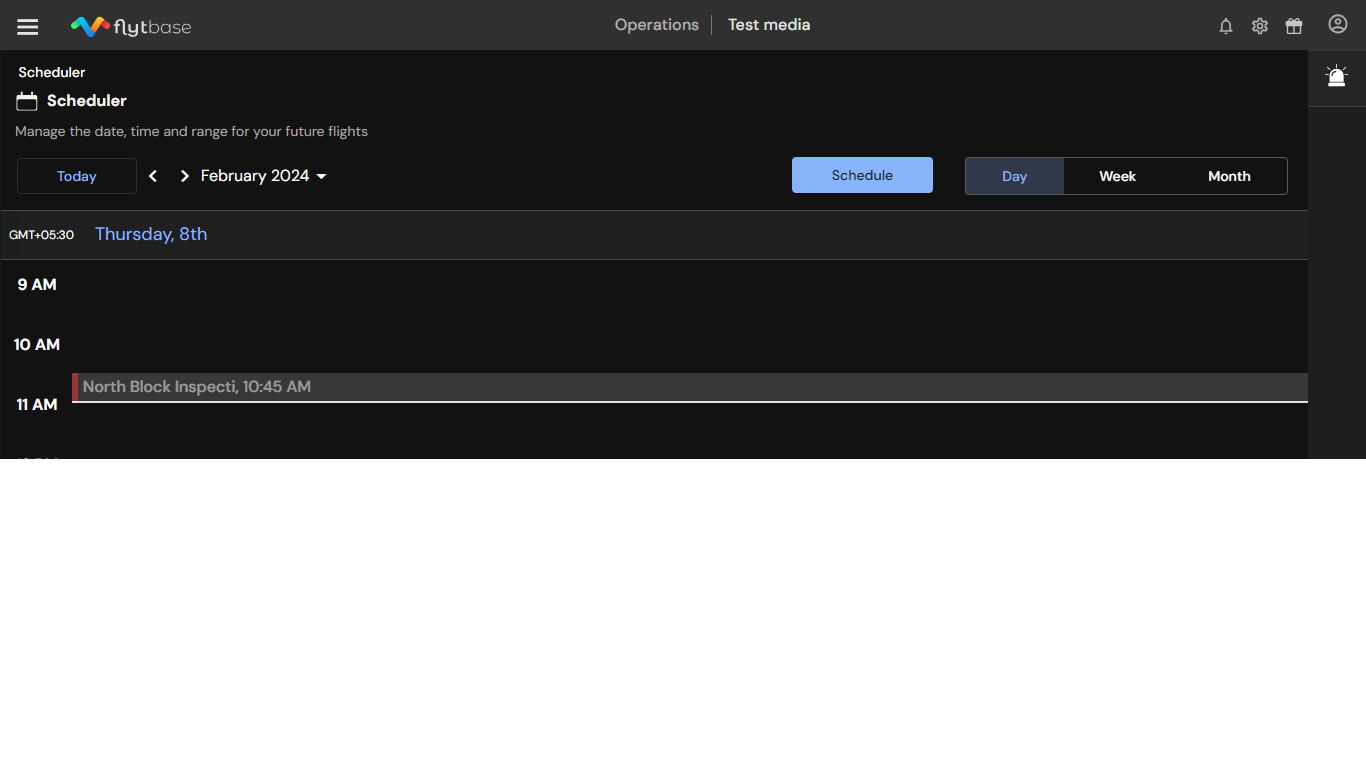 flytbase
Operations
Test media
Scheduler
Scheduler
Manage the date, time and range for your future flights
Today
February 2024
Schedule
Day
Week
Month
GMT+05:30
Thursday, 8th
9 AM
10 AM
North Block Inspecti, 10:45 AM
11 AM